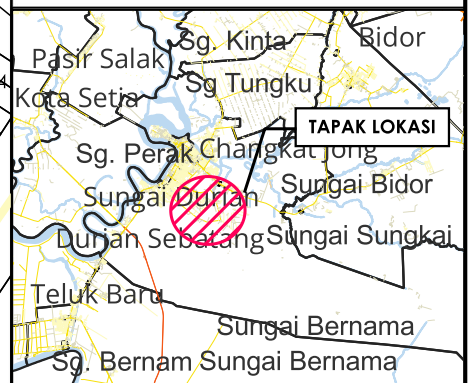 Sg. Kinta
Bidor
Pasir Salak
Sg Tungku
Kota Setia
TAPAK LOKASI
Sg. Perak
Changkat Jong
Sungai Durian
Sungai Bidor
Durian Sebatang
Sungai Sungkai
Teluk Baru
Sungai Bernama
Sg. Bernam
Sungai Bernama